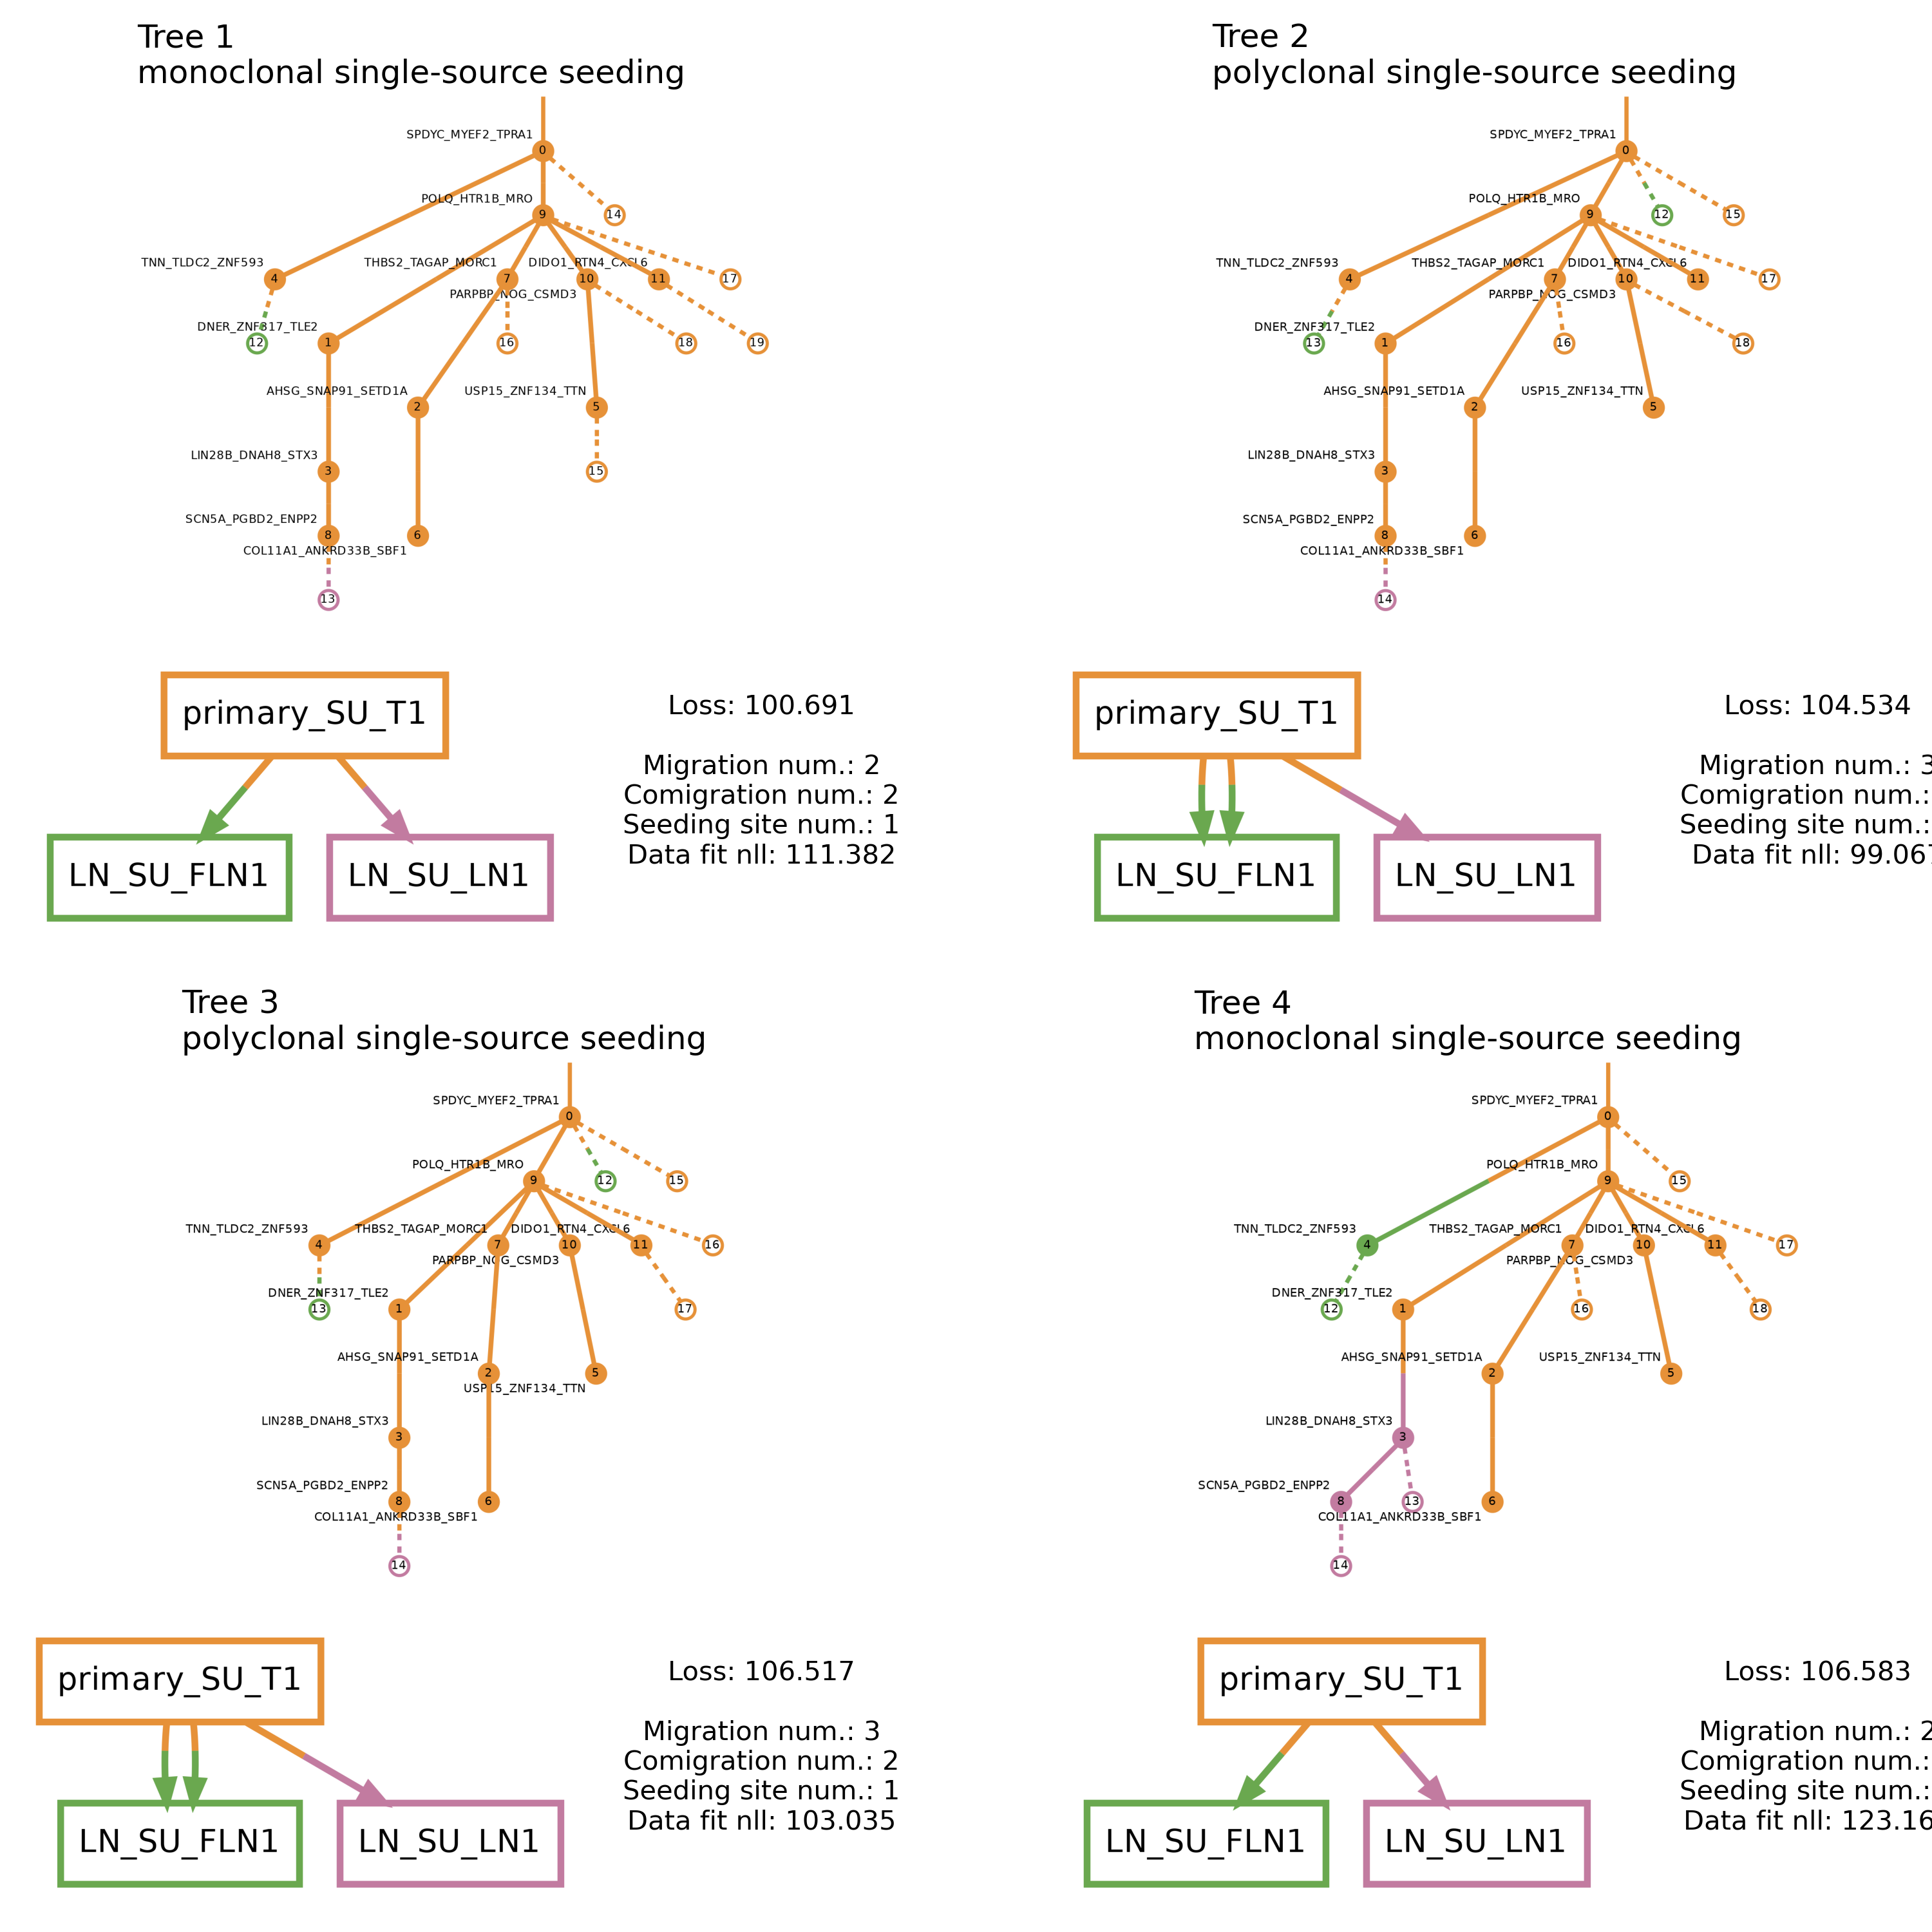 Tree 1
monoclonal single-source seeding
SPDYC_MYEF2_TPRA1
0
POLQ_HTR1B_MRO
9
14
TNN_TLDC2_ZNF593
THBS2_TAGAP_MORC1
DIDO1_RTN4_CXCL6
4
7
10
11
17
PARPBP_NOG_CSMD3
DNER_ZNF317_TLE2
12
1
16
18
19
AHSG_SNAP91_SETD1A
USP15_ZNF134_TTN
2
5
LIN28B_DNAH8_STX3
3
15
SCN5A_PGBD2_ENPP2
8
6
COL11A1_ANKRD33B_SBF1
13
primary_SU_T1
LN_SU_FLN1
LN_SU_LN1
Loss: 100.691
Migration num.: 2
Comigration num.: 2
Seeding site num.: 1
Data fit nll: 111.382
Tree 2
polyclonal single-source seeding
SPDYC_MYEF2_TPRA1
0
POLQ_HTR1B_MRO
9
12
15
TNN_TLDC2_ZNF593
THBS2_TAGAP_MORC1
DIDO1_RTN4_CXCL6
4
7
10
11
17
PARPBP_NOG_CSMD3
DNER_ZNF317_TLE2
13
1
16
18
AHSG_SNAP91_SETD1A
USP15_ZNF134_TTN
2
5
LIN28B_DNAH8_STX3
3
SCN5A_PGBD2_ENPP2
8
6
COL11A1_ANKRD33B_SBF1
14
primary_SU_T1
LN_SU_FLN1
LN_SU_LN1
Loss: 104.534
Migration num.: 3
Comigration num.:
Seeding site num.:
Data fit nll: 99.067
Tree 3
polyclonal single-source seeding
SPDYC_MYEF2_TPRA1
0
POLQ_HTR1B_MRO
9
12
15
TNN_TLDC2_ZNF593
THBS2_TAGAP_MORC1
DIDO1_RTN4_CXCL6
4
7
10
11
16
PARPBP_NOG_CSMD3
DNER_ZNF317_TLE2
13
1
17
AHSG_SNAP91_SETD1A
2
5
USP15_ZNF134_TTN
LIN28B_DNAH8_STX3
3
SCN5A_PGBD2_ENPP2
8
6
COL11A1_ANKRD33B_SBF1
14
primary_SU_T1
LN_SU_FLN1
LN_SU_LN1
Loss: 106.517
Migration num.: 3
Comigration num.: 2
Seeding site num.: 1
Data fit nll: 103.035
Tree 4
monoclonal single-source seeding
SPDYC_MYEF2_TPRA1
0
POLQ_HTR1B_MRO
9
15
TNN_TLDC2_ZNF593
THBS2_TAGAP_MORC1
DIDO1_RTN4_CXCL6
4
7
10
11
17
PARPBP_NOG_CSMD3
DNER_ZNF317_TLE2
12
1
16
18
AHSG_SNAP91_SETD1A
USP15_ZNF134_TTN
2
5
LIN28B_DNAH8_STX3
3
SCN5A_PGBD2_ENPP2
8
13
6
COL11A1_ANKRD33B_SBF1
14
primary_SU_T1
LN_SU_FLN1
LN_SU_LN1
Loss: 106.583
Migration num.: 2
Comigration num.:
Seeding site num.:
Data fit nll: 123.16